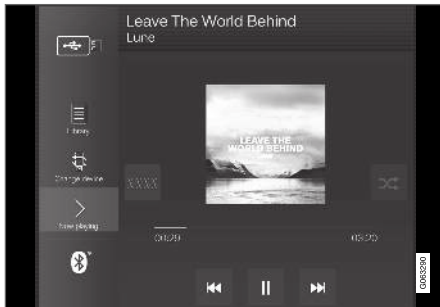 Leave The World Behind
Lune
Library
LEAVE THE
WORLD BEHIND
Change device
XXXX
Now playing
00:29
03:20
G063290